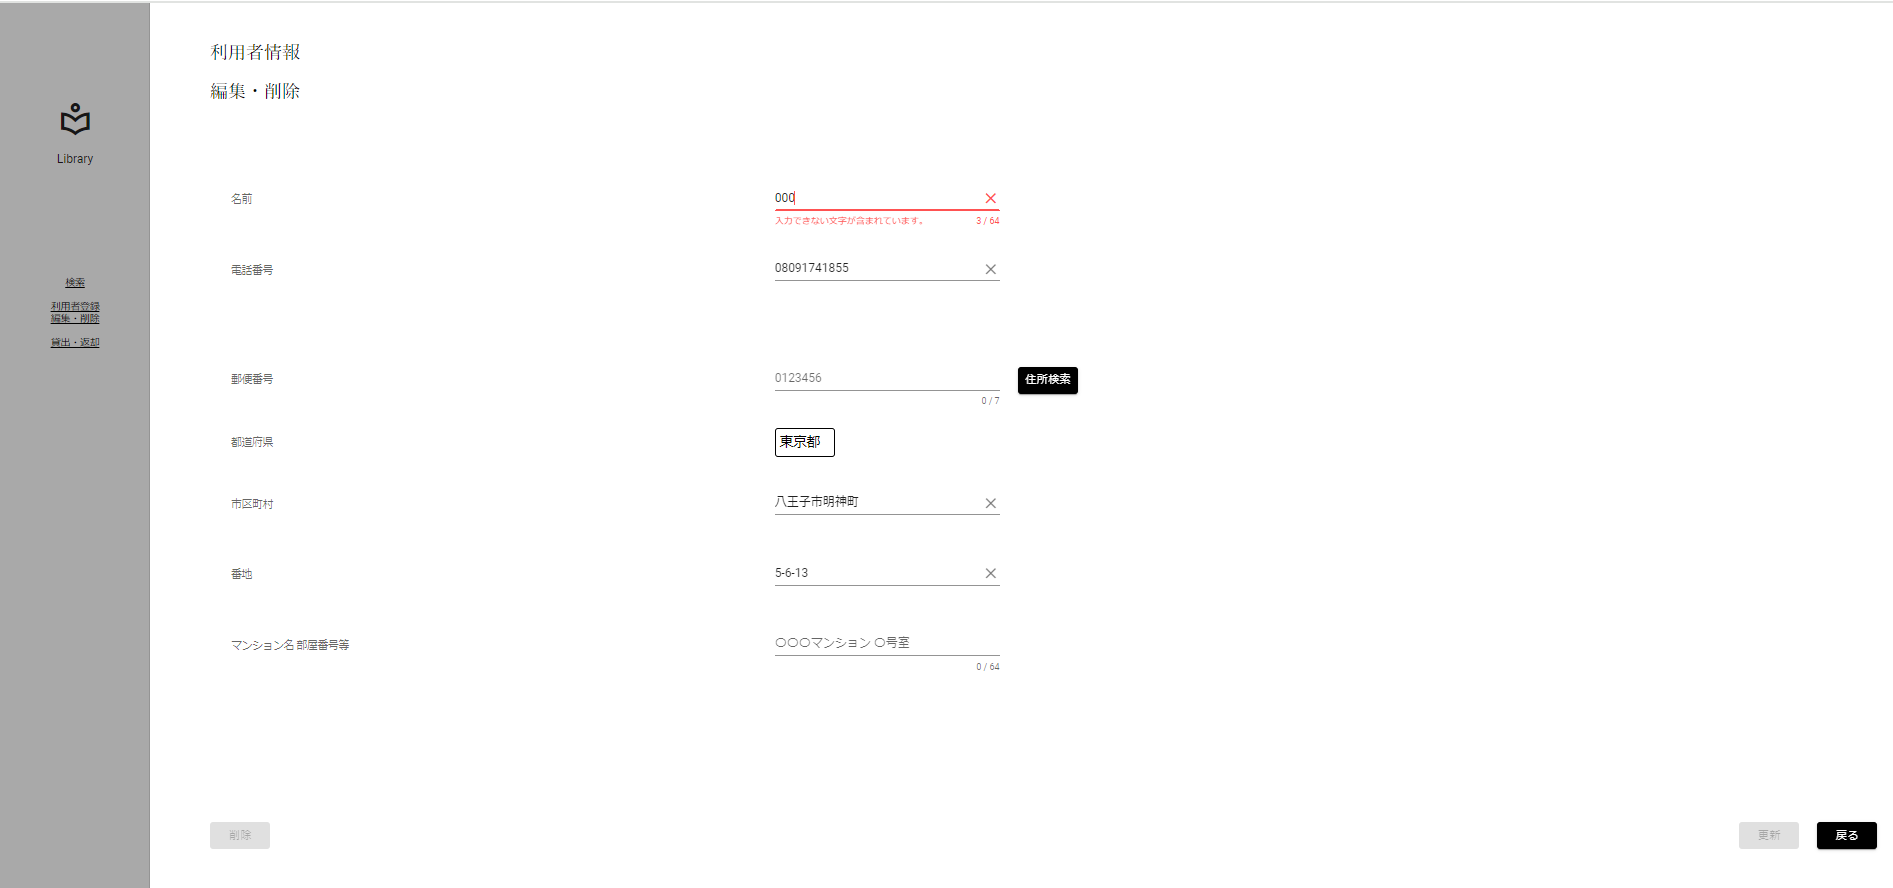 利用者情報
編集・削除
Library
検索
利用者登録
編集・削除
貸出・返却
名前
000
入力できない文字が含まれています。
3 / 64
電話番号
08091741855
郵便番号
0123456
住所検索
0 / 7
都道府県
東京都
市区町村
八王子市明神町
番地
5-6-13
マンション名 部屋番号等
〇〇〇マンション 〇号室
0 / 64
削除
更新
戻る